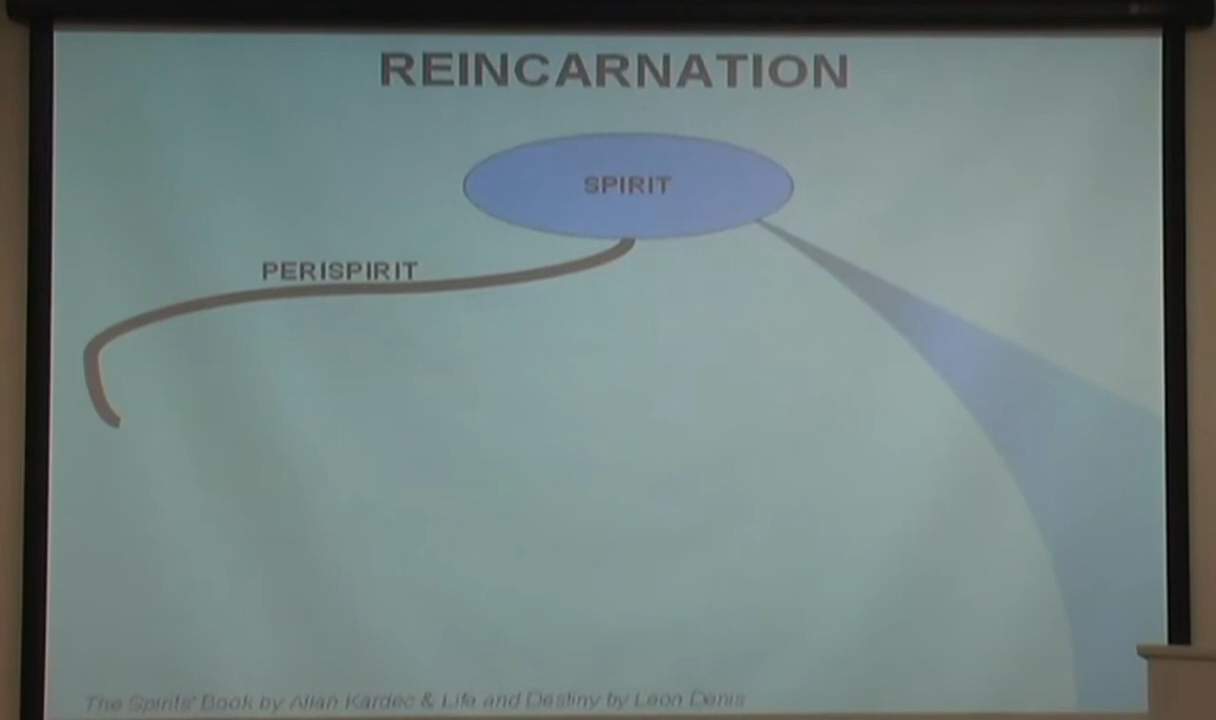 REINCARNATION
SPIRIT
PERISPIRIT
The Spirits' Book by Allan Kardec & Life and Destiny by Leon Denis